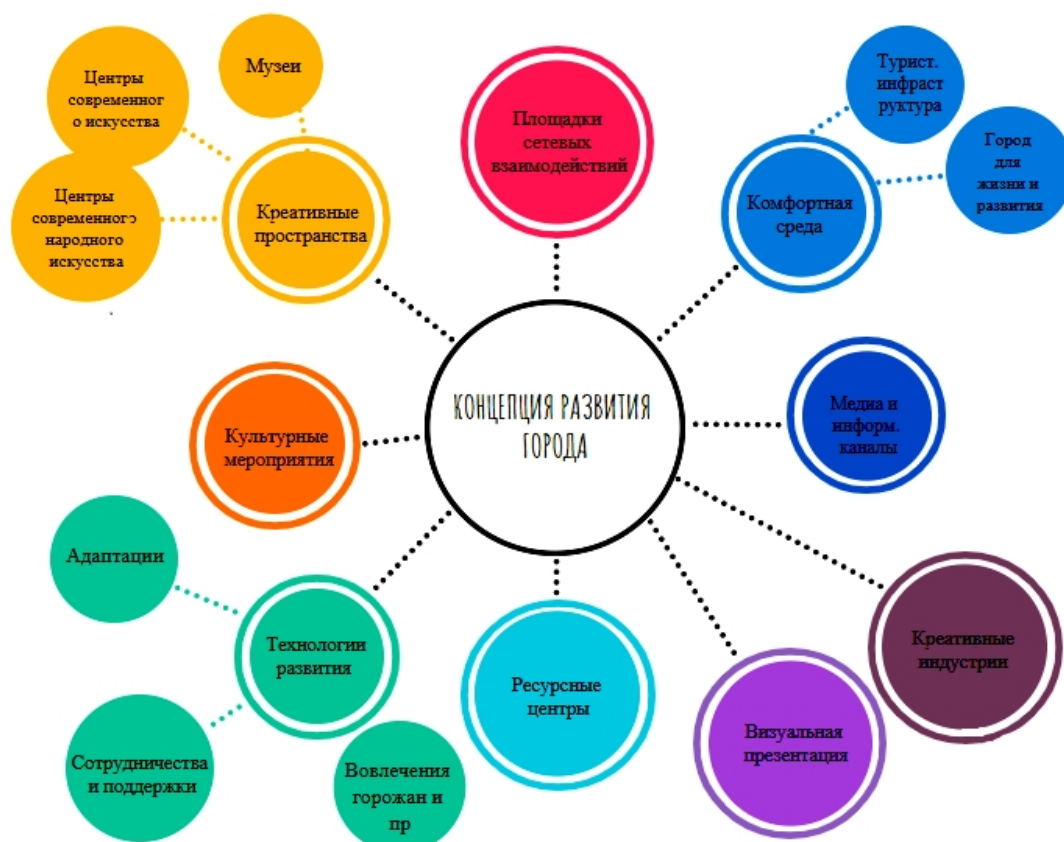 Музеи
Центры
современног
о искусства
Центры
современного
народного
искусства
Креативные
пространства
Площадки
сетевых
взаимодействий
Турист.
инфраст
руктура
Город
для
жизни и
развития
Комфортная
среда
КОНЦЕПЦИЯ РАЗВИТИЯ
ГОРОДА
Культурные
мероприятия
Медиа и
информ.
каналы
Адаптации
Технологии
развития
Сотрудничества
и поддержки
Вовлечения
горожан и
пр
Ресурсные
центры
Визуальная
презентация
Креативные
индустрии